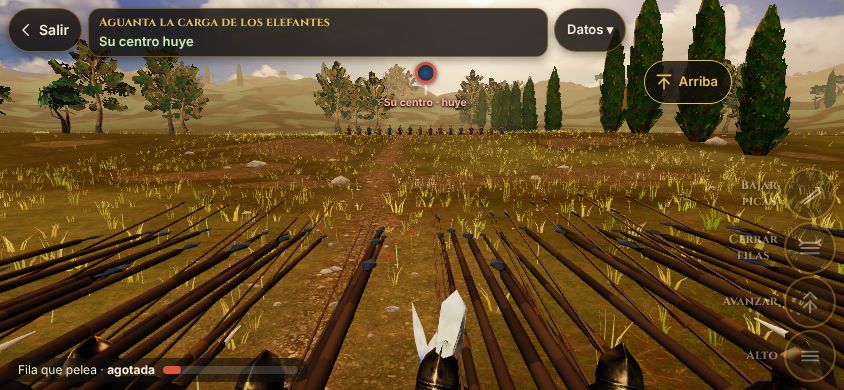 Salir
AGUANTA LA CARGA DE LOS ELEFANTES
Su centro huye
Datos ▾
Arriba
Su centro · huye
BAJAR
PICAS
CERRAR
FILAS
AVANZAR
ALTO
Fila que pelea · agotada